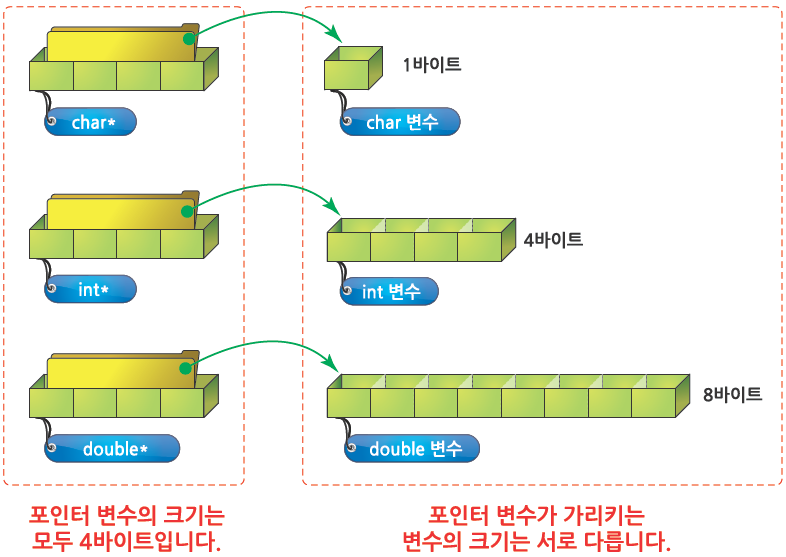 1바이트
char*
char 변수
4바이트
int*
int 변수
8바이트
double*
double 변수
포인터 변수의 크기는
모두 4바이트입니다.
포인터 변수가 가리키는
변수의 크기는 서로 다릅니다.